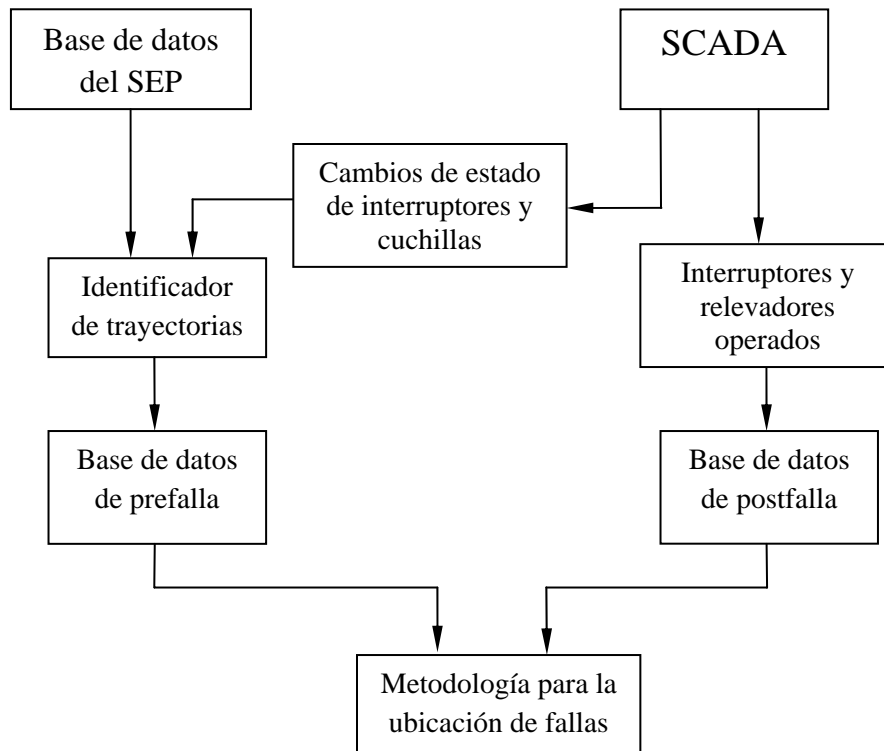 Base de datos
del SEP
SCADA
Cambios de estado
de interruptores y
cuchillas
Identificador
de trayectorias
Interruptores y
relevadores
operados
Base de datos
de prefalla
Base de datos
de postfalla
Metodología para la
ubicación de fallas